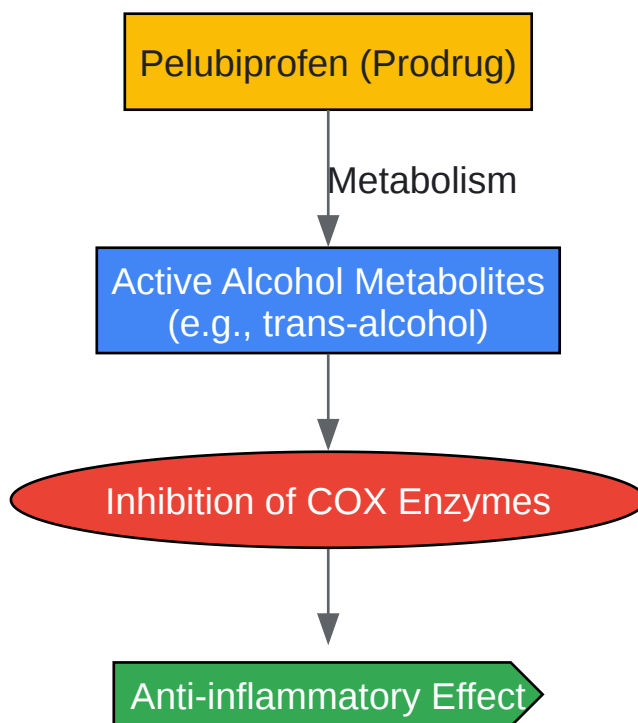 Pelubiprofen (Prodrug)
Metabolism
Active Alcohol Metabolites
(e.g., trans-alcohol)
Inhibition of COX Enzymes
Anti-inflammatory Effect